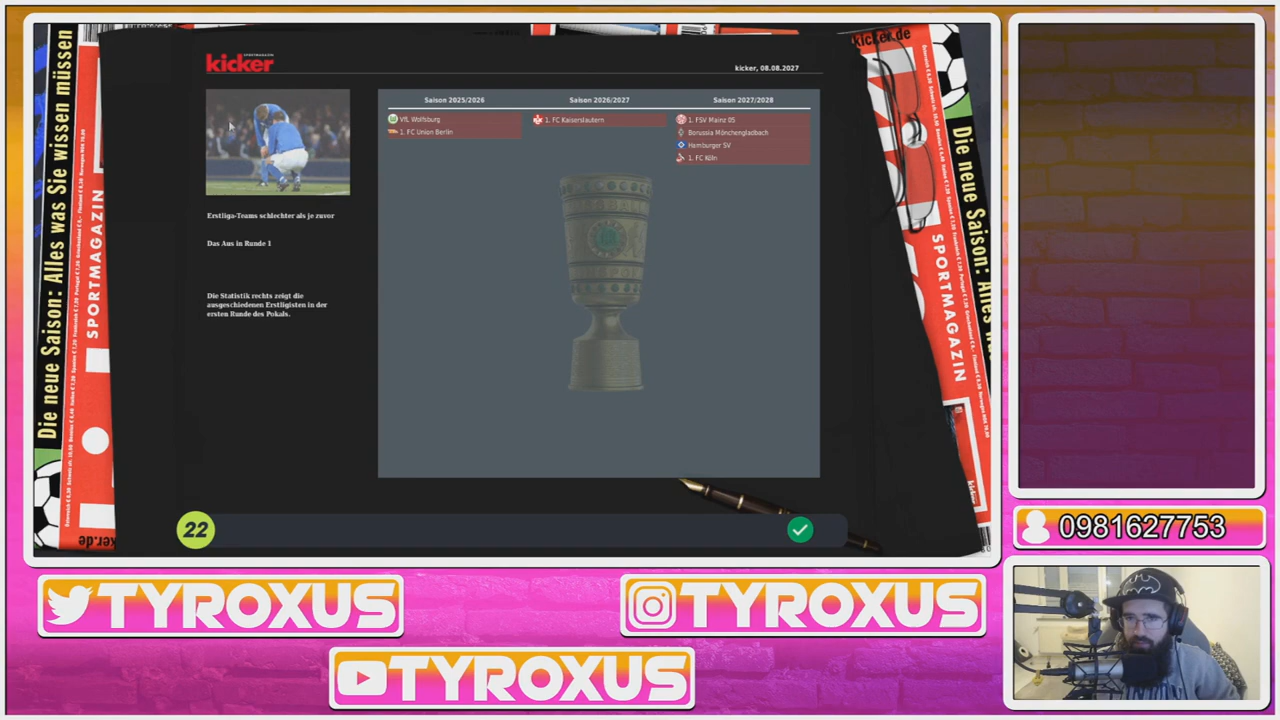 Die neue Saison: Alles was Sie wissen müssen
SPORTMAGAZIN
kicker.de
kicker
SPORTMAGAZIN
kicker, 08.08.2027
Erstliga-Teams schlechter als je zuvor
Das Aus in Runde 1
Die Statistik rechts zeigt die
ausgeschiedenen Erstligisten in der
ersten Runde des Pokals.
Saison 2025/2026
VfL Wolfsburg
1. FC Union Berlin
Saison 2026/2027
1. FC Kaiserslautern
Saison 2027/2028
1. FSV Mainz 05
Borussia Mönchengladbach
Hamburger SV
1. FC Köln
22
kicker.de
Die neue Saison: Alles
SPORTMAGAZIN
kicker
0981627753
TYROXUS
TYROXUS
TYROXUS